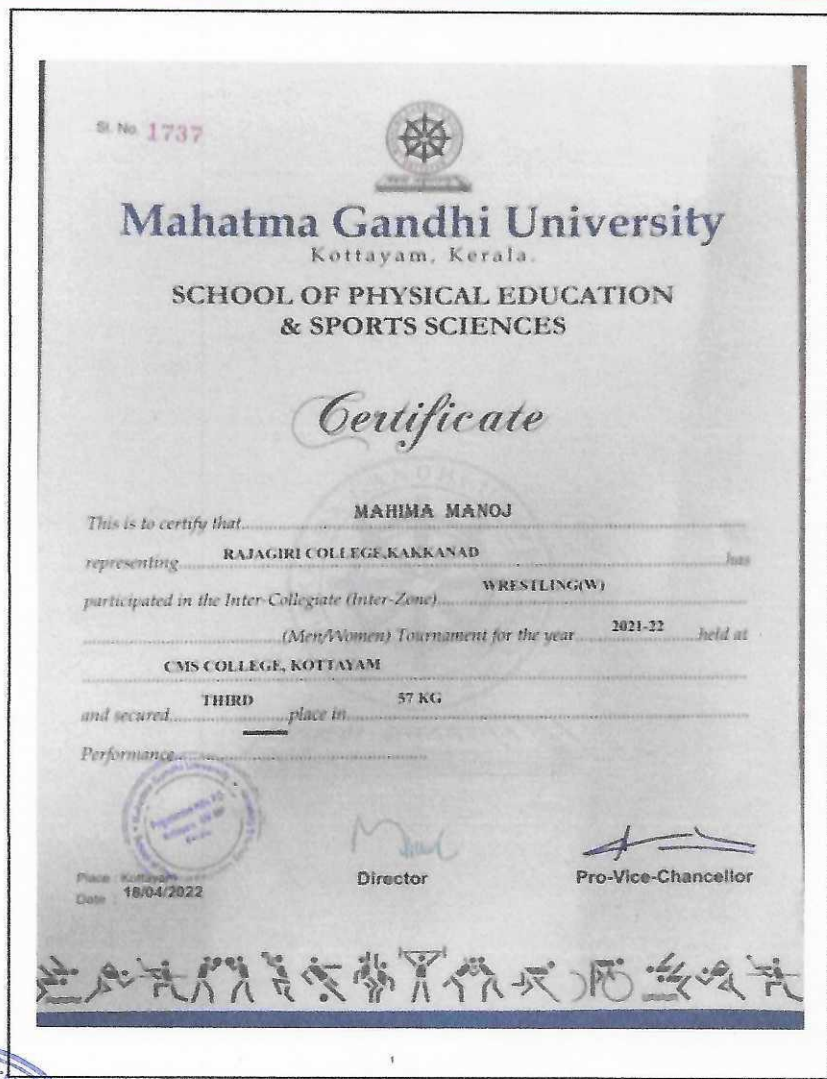 Sl. No. 1737
Mahatma Gandhi University
Kottayam, Kerala.
SCHOOL OF PHYSICAL EDUCATION
& SPORTS SCIENCES
Certificate
This is to certify that MAHIMA MANOJ
representing RAJAGIRI COLLEGE,KAKKANAD has
participated in the Inter-Collegiate (Inter-Zone) WRESTLING(W)
(Men/Women) Tournament for the year 2021-22 held at
CMS COLLEGE, KOTTAYAM
and secured THIRD place in 57 KG
Performance
Place : Kottayam
Date : 18/04/2022
Director
Pro-Vice-Chancellor
1